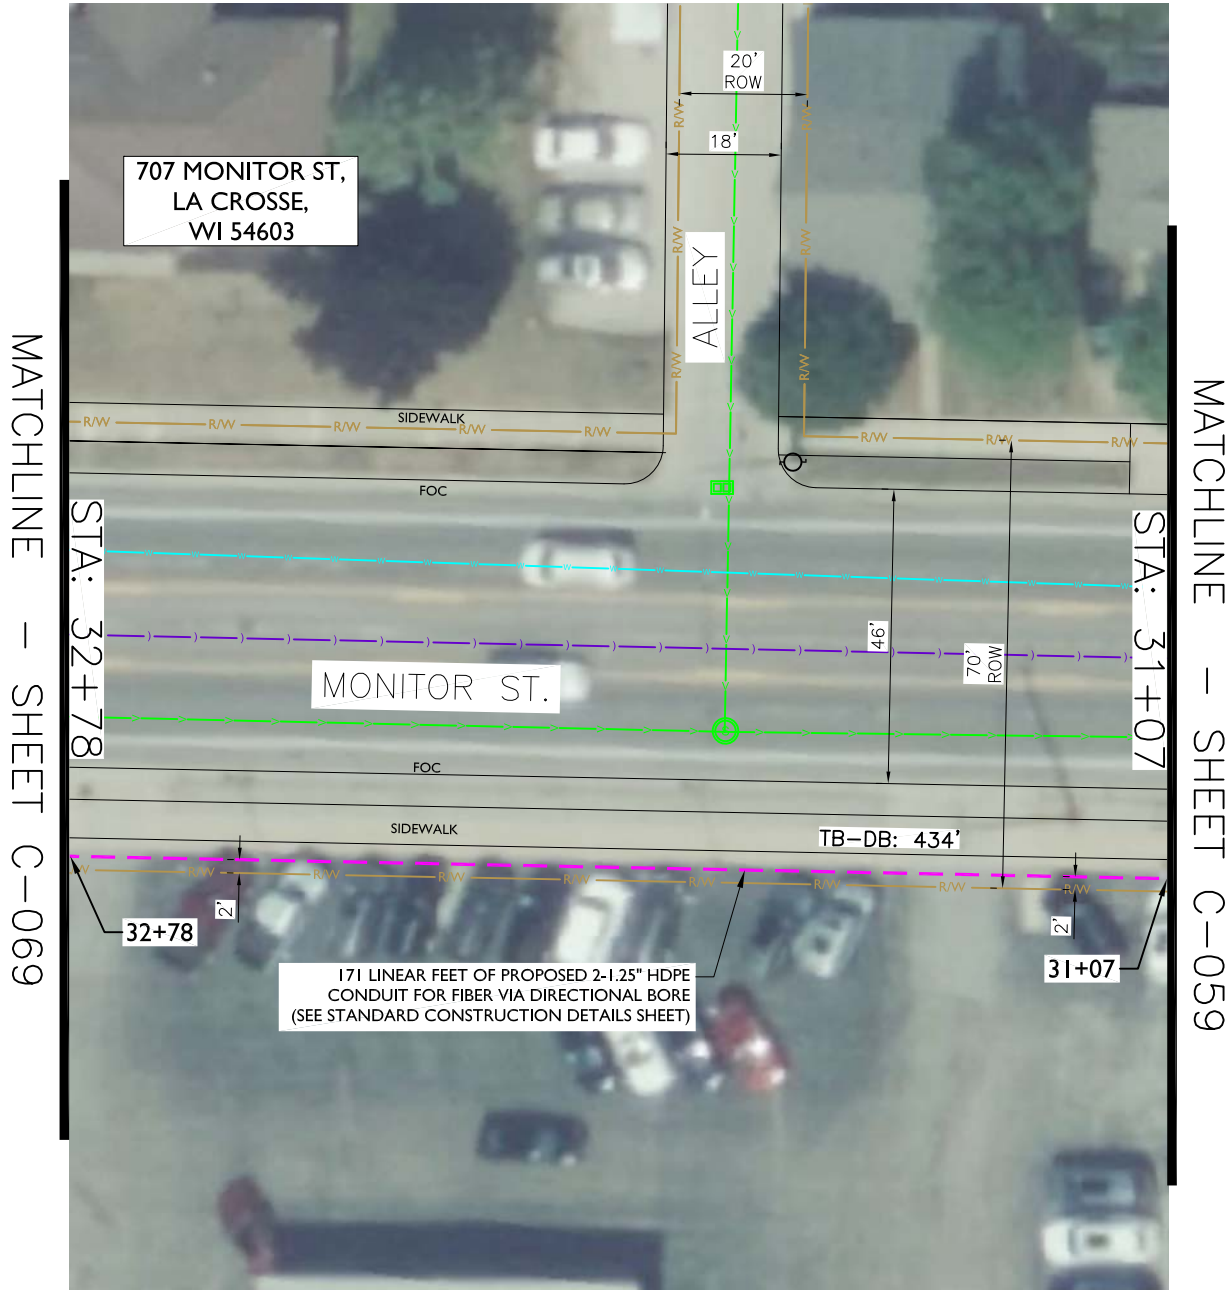 20'
ROW
18'
707 MONITOR ST,
LA CROSSE,
WI 54603
ALLEY
R/W
R/W
R/W
R/W
R/W
R/W
SIDEWALK
R/W
R/W
R/W
R/W
R/W
R/W
R/W
R/W
FOC
MATCHLINE - SHEET C-069
STA: 32+78
STA: 31+07
MATCHLINE - SHEET C-059
46'
70'
ROW
MONITOR ST.
FOC
SIDEWALK
TB-DB: 434'
R/W
R/W
R/W
R/W
R/W
R/W
R/W
R/W
2'
2'
32+78
31+07
171 LINEAR FEET OF PROPOSED 2-1.25" HDPE
CONDUIT FOR FIBER VIA DIRECTIONAL BORE
(SEE STANDARD CONSTRUCTION DETAILS SHEET)